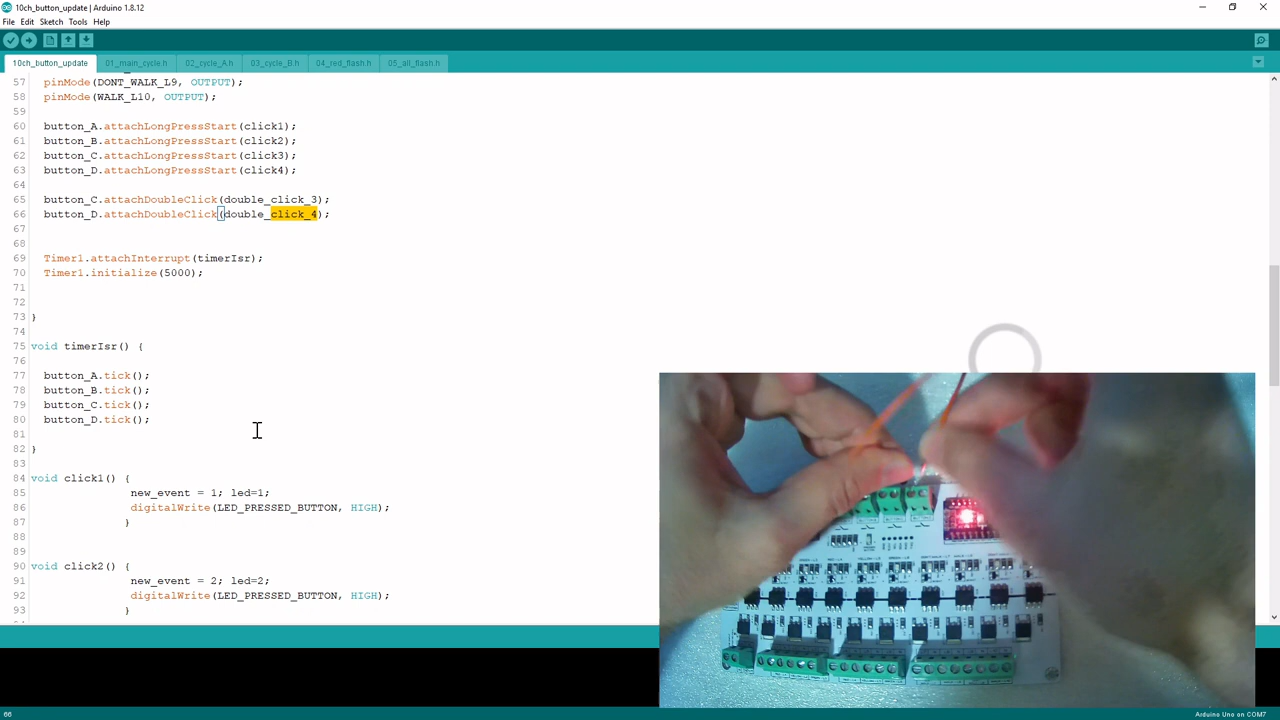 10ch_button_update | Arduino 1.8.12
File Edit Sketch Tools Help
10ch_button_update 01_main_cycle.h 02_cycle_A.h 03_cycle_B.h 04_red_flash.h 05_all_flash.h
57 pinMode(DONT_WALK_L9, OUTPUT);
58 pinMode(WALK_L10, OUTPUT);
59
60 button_A.attachLongPressStart(click1);
61 button_B.attachLongPressStart(click2);
62 button_C.attachLongPressStart(click3);
63 button_D.attachLongPressStart(click4);
64
65 button_C.attachDoubleClick(double_click_3);
66 button_D.attachDoubleClick(double_click_4);
67
68
69 Timer1.attachInterrupt(timerIsr);
70 Timer1.initialize(5000);
71
72
73 }
74
75 void timerIsr() {
76
77 button_A.tick();
78 button_B.tick();
79 button_C.tick();
80 button_D.tick();
81
82 }
83
84 void click1() {
85 new_event = 1; led=1;
86 digitalWrite(LED_PRESSED_BUTTON, HIGH);
87 }
88
89
90 void click2() {
91 new_event = 2; led=2;
92 digitalWrite(LED_PRESSED_BUTTON, HIGH);
93 }
66 Arduino Uno on COM7